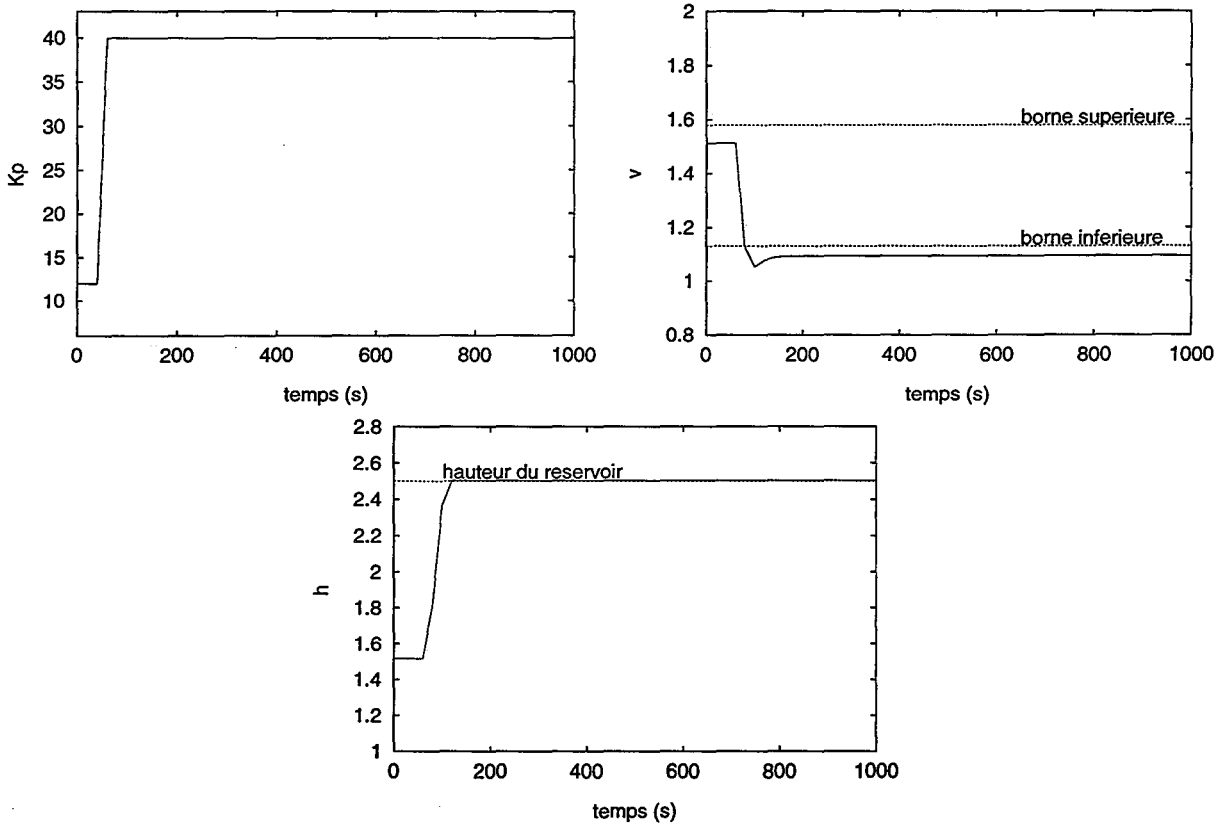 Kp
40
35
30
25
20
15
10
0 200 400 600 800 1000
temps (s)
v
2
1.8
1.6
1.4
1.2
1
0.8
borne superieure
borne inferieure
0 200 400 600 800 1000
temps (s)
h
2.8
2.6
2.4
2.2
2
1.8
1.6
1.4
1.2
1
hauteur du reservoir
0 200 400 600 800 1000
temps (s)